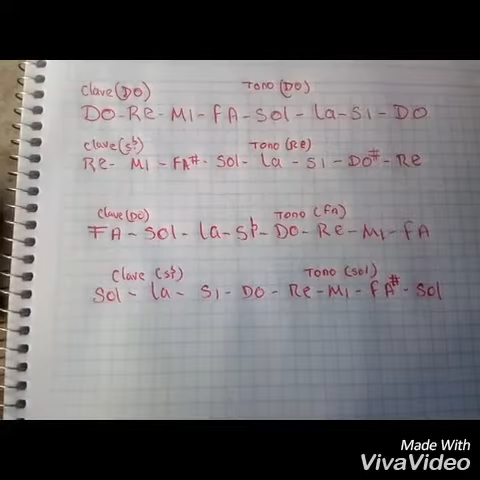 Clave (DO) Tono (DO)
DO - Re - MI - FA - Sol - La - SI - DO
Clave (S♭) Tono (Re)
Re - MI - FA# - Sol - La - SI - DO# - Re
Clave (DO) Tono (fa)
FA - Sol - La - S♭ - DO - Re - MI - FA
Clave (S♭) Tono (sol)
Sol - La - SI - DO - Re - MI - FA# - Sol
Made With
VivaVideo